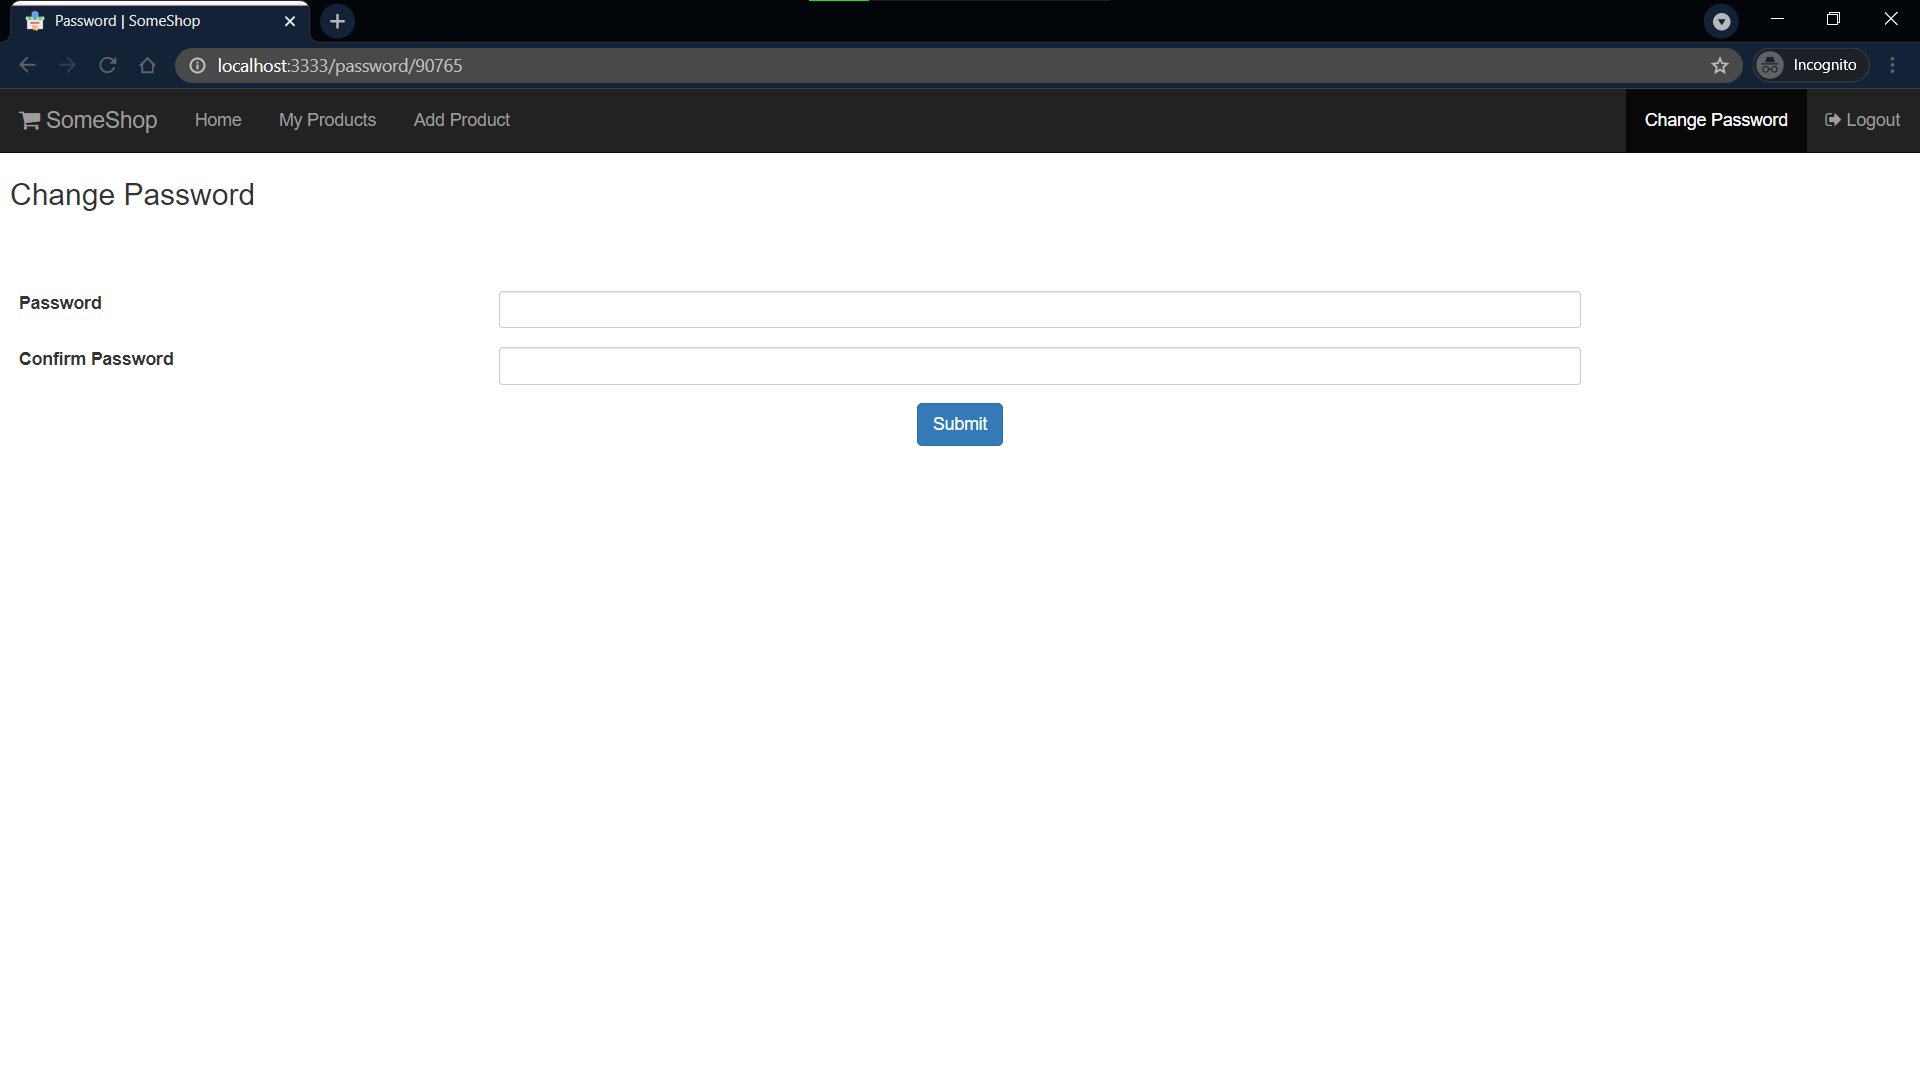 Password | SomeShop
localhost:3333/password/90765
Incognito
SomeShop Home My Products Add Product Change Password Logout
Change Password
Password
Confirm Password
Submit